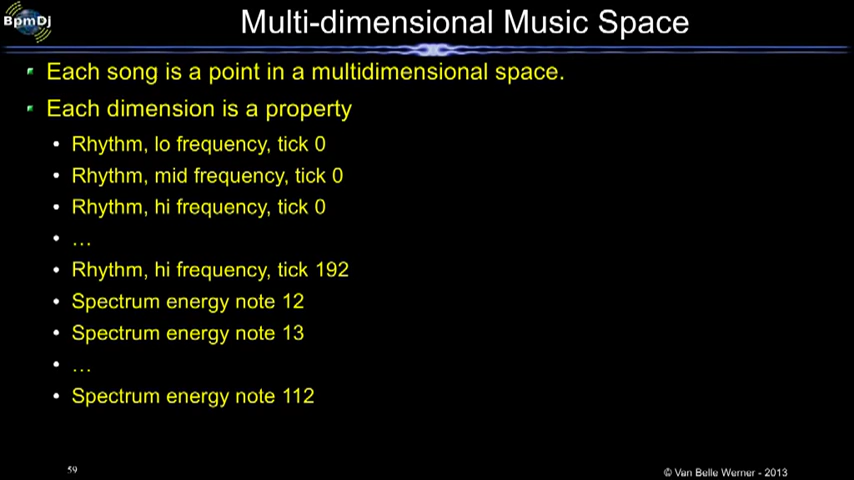 BpmDj
Multi-dimensional Music Space
Each song is a point in a multidimensional space.
Each dimension is a property
Rhythm, lo frequency, tick 0
Rhythm, mid frequency, tick 0
Rhythm, hi frequency, tick 0
…
Rhythm, hi frequency, tick 192
Spectrum energy note 12
Spectrum energy note 13
…
Spectrum energy note 112
59
© Van Belle Werner - 2013